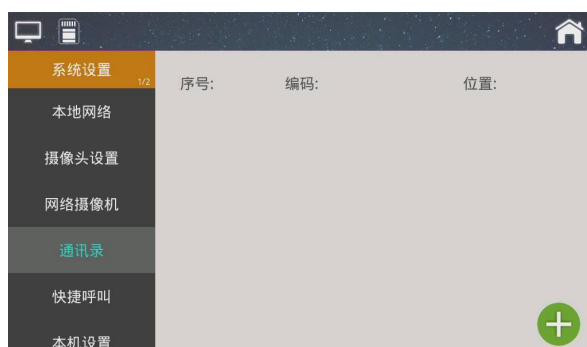 系统设置
1/2
序号: 编码: 位置:
本地网络
摄像头设置
网络摄像机
通讯录
快捷呼叫
本机设置